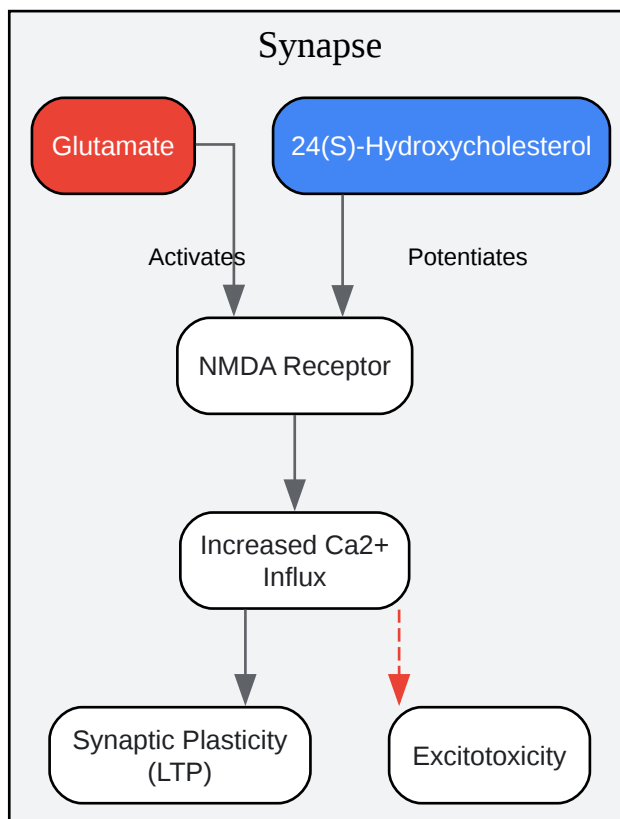 Synapse
Glutamate
24(S)-Hydroxycholesterol
Activates
Potentiates
NMDA Receptor
Increased Ca2+
Influx
Synaptic Plasticity
(LTP)
Excitotoxicity